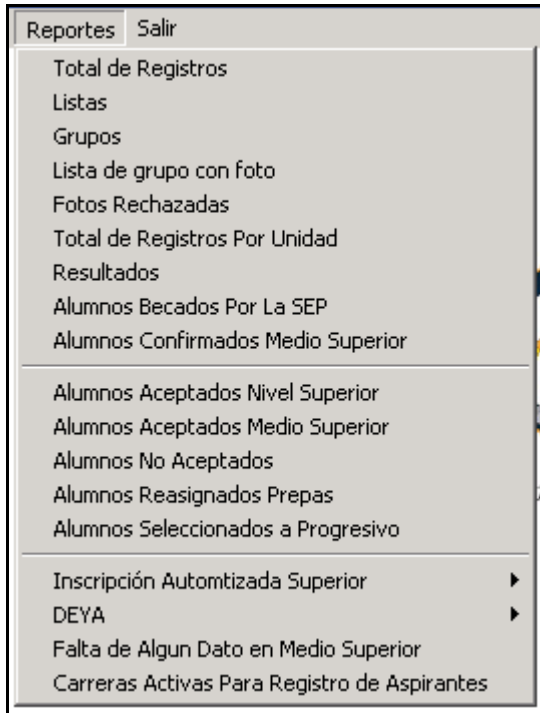 Reportes Salir
Total de Registros
Listas
Grupos
Lista de grupo con foto
Fotos Rechazadas
Total de Registros Por Unidad
Resultados
Alumnos Becados Por La SEP
Alumnos Confirmados Medio Superior
Alumnos Aceptados Nivel Superior
Alumnos Aceptados Medio Superior
Alumnos No Aceptados
Alumnos Reasignados Prepas
Alumnos Seleccionados a Progresivo
Inscripción Automtizada Superior
DEYA
Falta de Algun Dato en Medio Superior
Carreras Activas Para Registro de Aspirantes